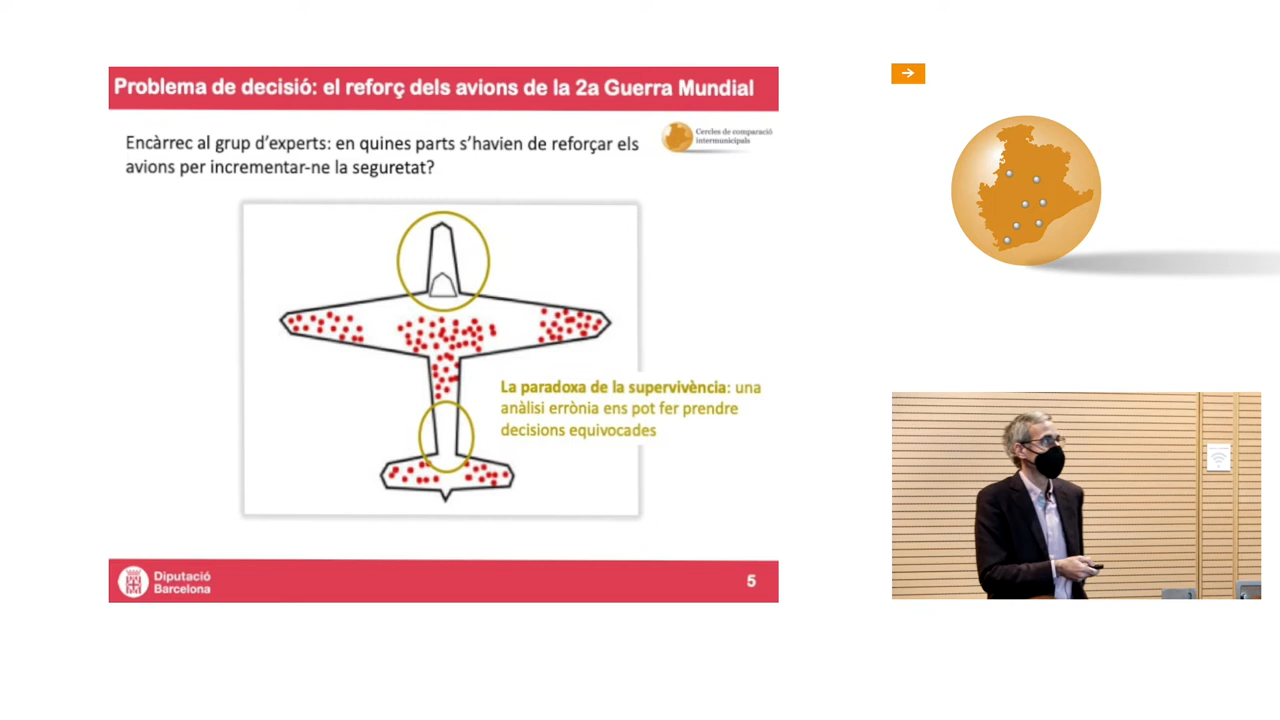 Problema de decisió: el reforç dels avions de la 2a Guerra Mundial
Encàrrec al grup d'experts: en quines parts s'havien de reforçar els
avions per incrementar-ne la seguretat?
Cercles de comparació
intermunicipals
La paradoxa de la supervivència: una
anàlisi errònia ens pot fer prendre
decisions equivocades
Diputació
Barcelona
5